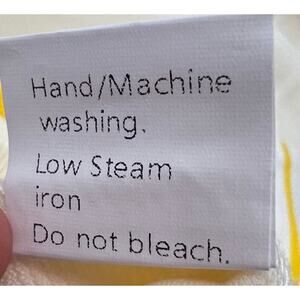 Hand/Machine
washing.
Low Steam
iron
Do not bleach.